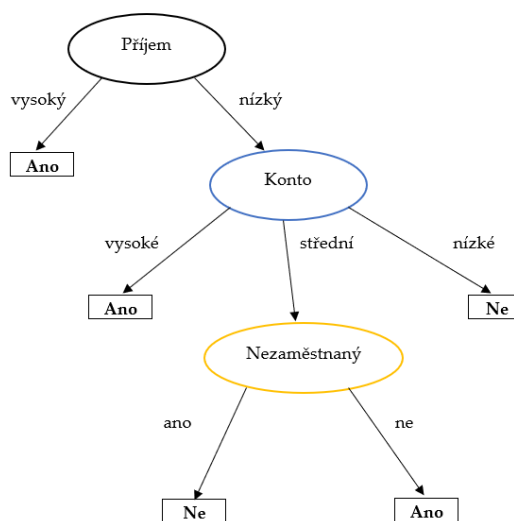 Příjem
vysoký
nízký
Ano
Konto
vysoké
střední
nízké
Ano
Ne
Nezaměstnaný
ano
ne
Ne
Ano